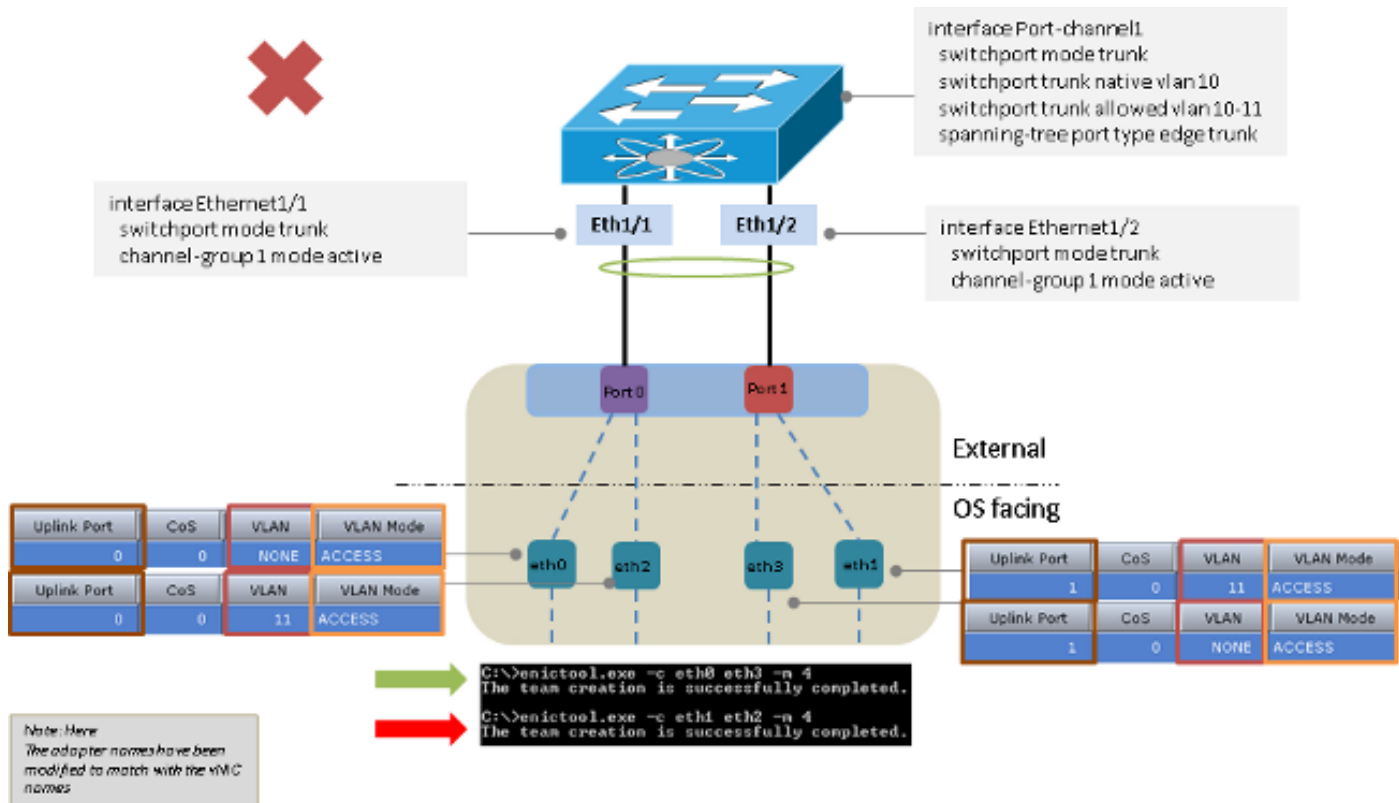 interface Port-channel1
switchport mode trunk
switchport trunk native vlan 10
switchport trunk allowed vlan 10-11
spanning-tree port type edge trunk
interface Ethernet1/1
switchport mode trunk
channel-group 1 mode active
Eth1/1
Eth1/2
interface Ethernet1/2
switchport mode trunk
channel-group 1 mode active
Port 0
Port 1
External
OS facing
Uplink Port CoS VLAN VLAN Mode
0 0 NONE ACCESS
Uplink Port CoS VLAN VLAN Mode
0 0 11 ACCESS
eth0
eth2
eth3
eth1
Uplink Port CoS VLAN VLAN Mode
1 0 11 ACCESS
Uplink Port CoS VLAN VLAN Mode
1 0 NONE ACCESS
C:\>enictool.exe -c eth0 eth3 -m 4
The team creation is successfully completed.
C:\>enictool.exe -c eth1 eth2 -m 4
The team creation is successfully completed.
Note: Here
The adapter names have been
modified to match with the vNIC
names